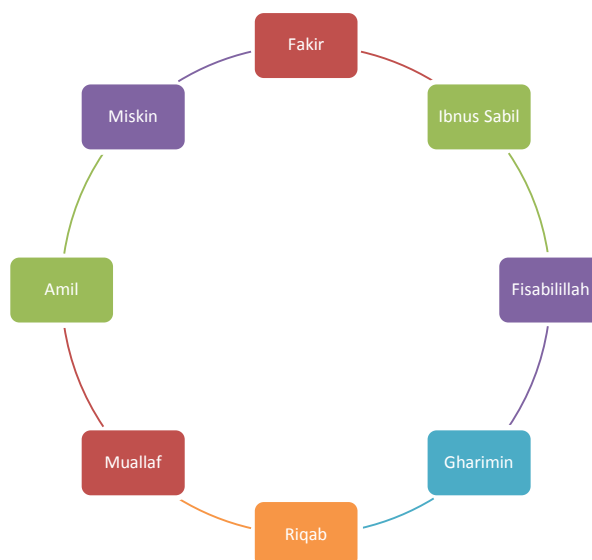 Fakir
Ibnus Sabil
Fisabilillah
Gharimin
Riqab
Muallaf
Amil
Miskin